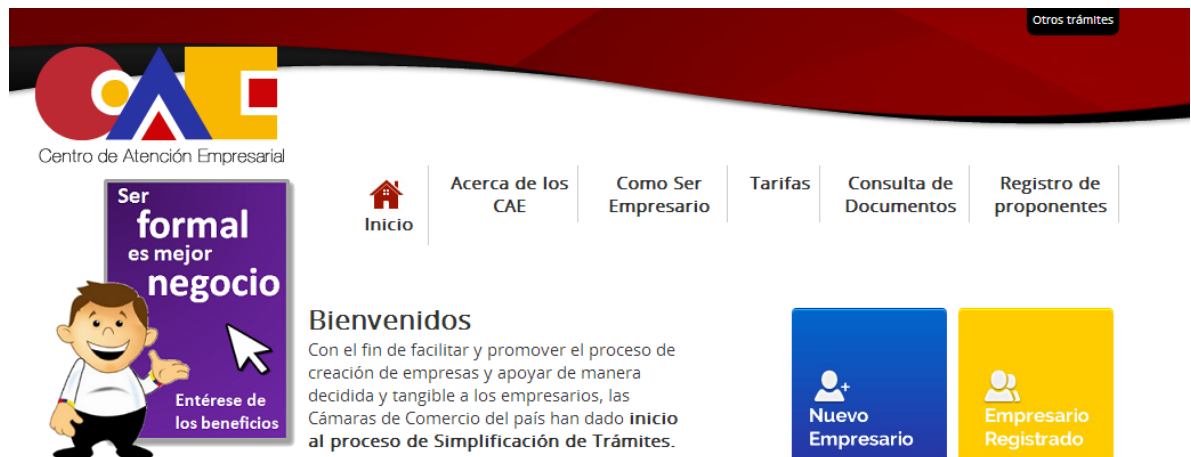 Otros trámites
CAE
Centro de Atención Empresarial
Inicio
Acerca de los
CAE
Como Ser
Empresario
Tarifas
Consulta de
Documentos
Registro de
proponentes
Ser
formal
es mejor
negocio
Entérese de
los beneficios
Bienvenidos
Con el fin de facilitar y promover el proceso de
creación de empresas y apoyar de manera
decidida y tangible a los empresarios, las
Cámaras de Comercio del país han dado inicio
al proceso de Simplificación de Trámites.
Nuevo
Empresario
Empresario
Registrado